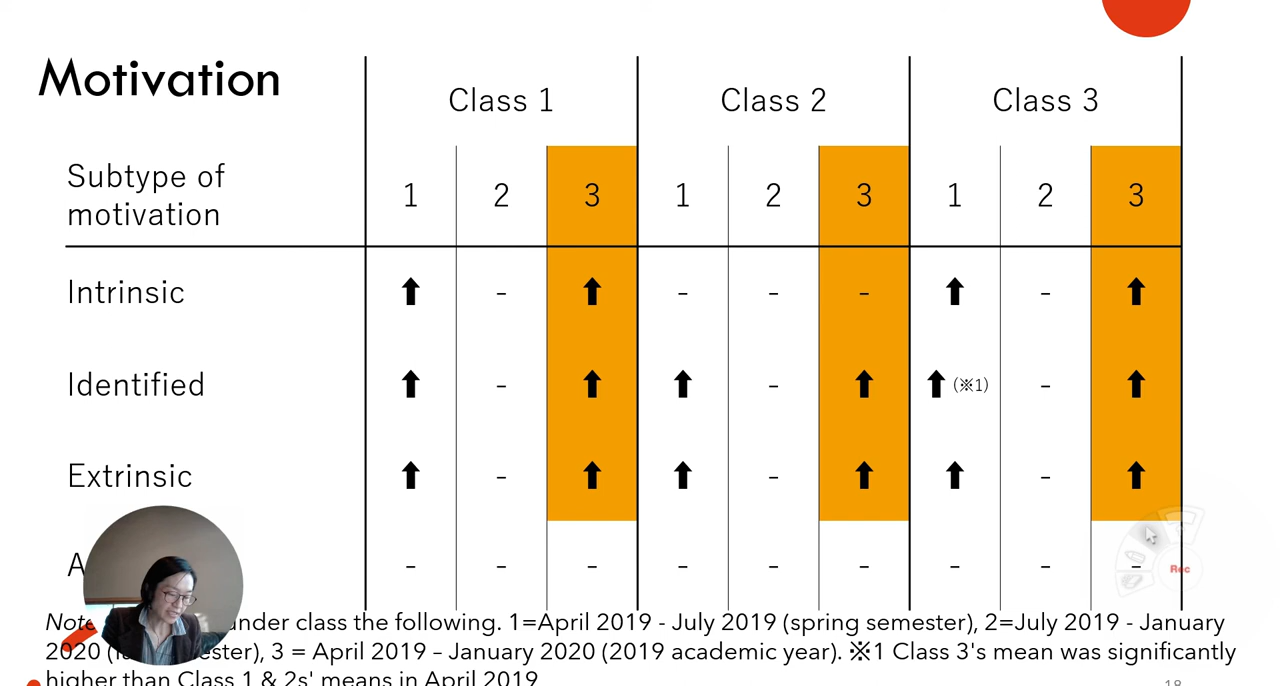 Motivation
Class 1 Class 2 Class 3
Subtype of
motivation
1 2 3 1 2 3 1 2 3
Intrinsic ⬆ - ⬆ - - - ⬆ - ⬆
Identified ⬆ - ⬆ ⬆ - ⬆ ⬆ (※1) - ⬆
Extrinsic ⬆ - ⬆ ⬆ - ⬆ ⬆ - ⬆
- - - - - - - - -
Rec
under class the following. 1=April 2019 - July 2019 (spring semester), 2=July 2019 - January
2020 3 = April 2019 – January 2020 (2019 academic year). ※1 Class 3's mean was significantly
higher than Class 1 & 2s' means in April 2019
18